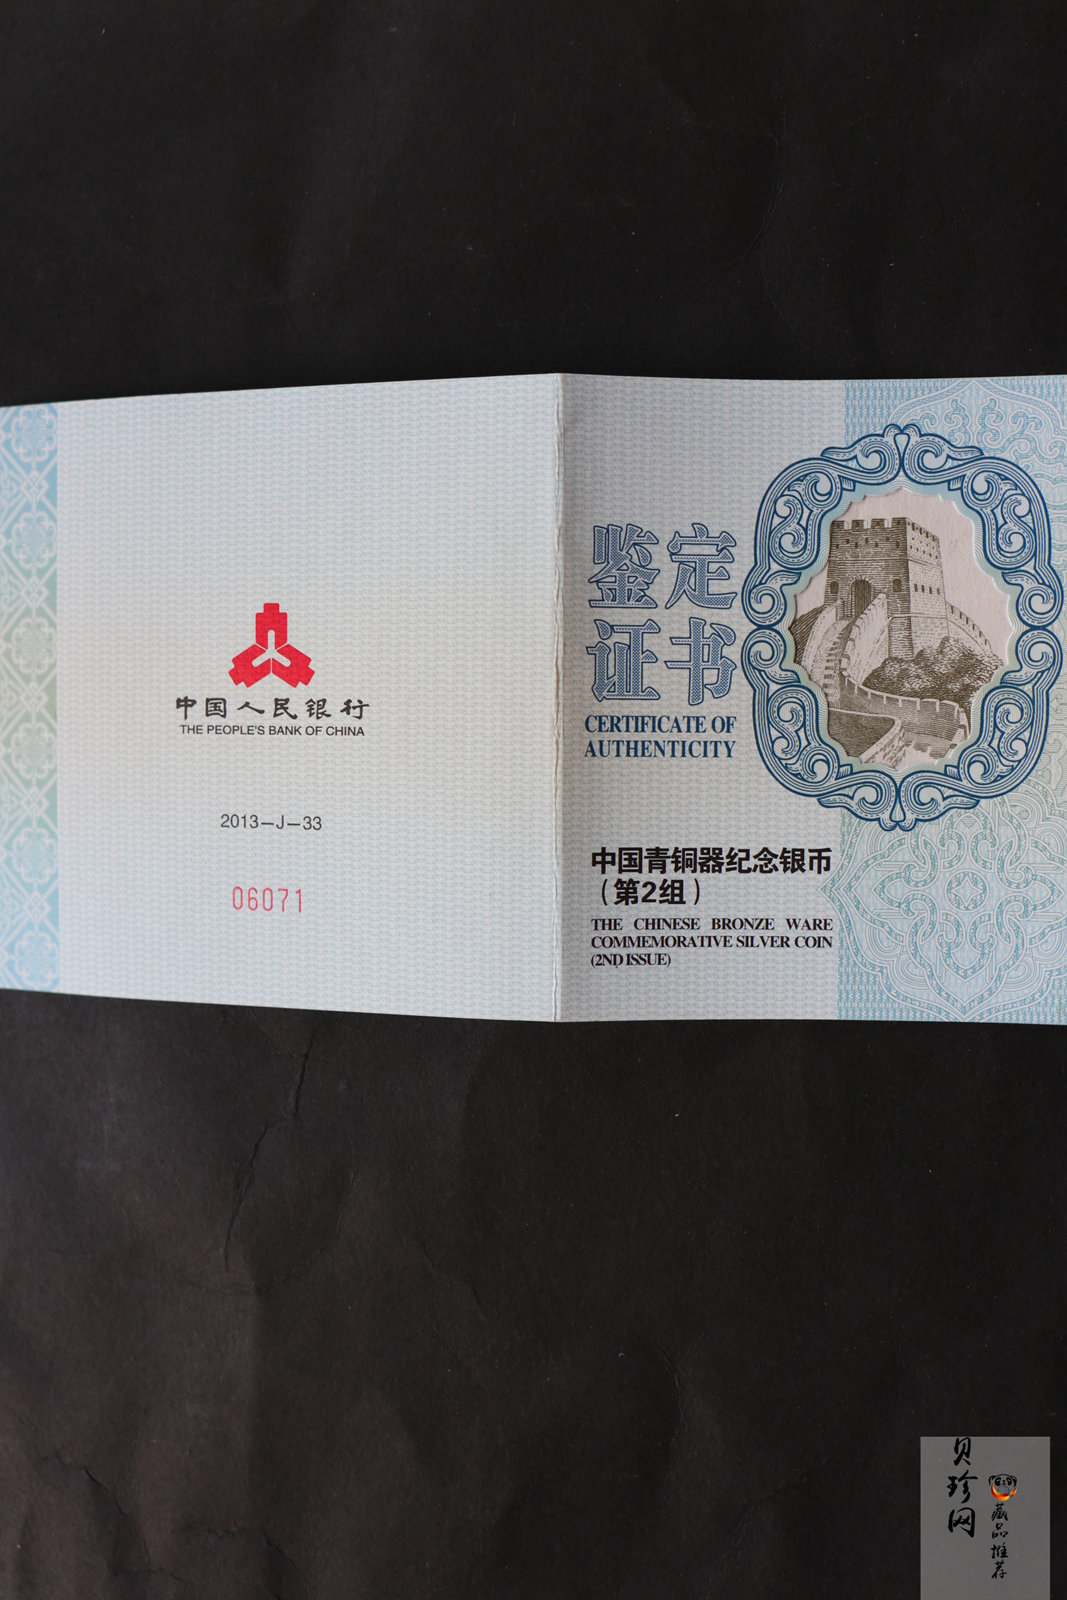 中国人民银行
THE PEOPLE'S BANK OF CHINA
2013-J-33
06071
鉴定
证书
CERTIFICATE OF
AUTHENTICITY
中国青铜器纪念银币
(第2组)
THE CHINESE BRONZE WARE
COMMEMORATIVE SILVER COIN
(2ND ISSUE)
贝珍网
藏品推荐